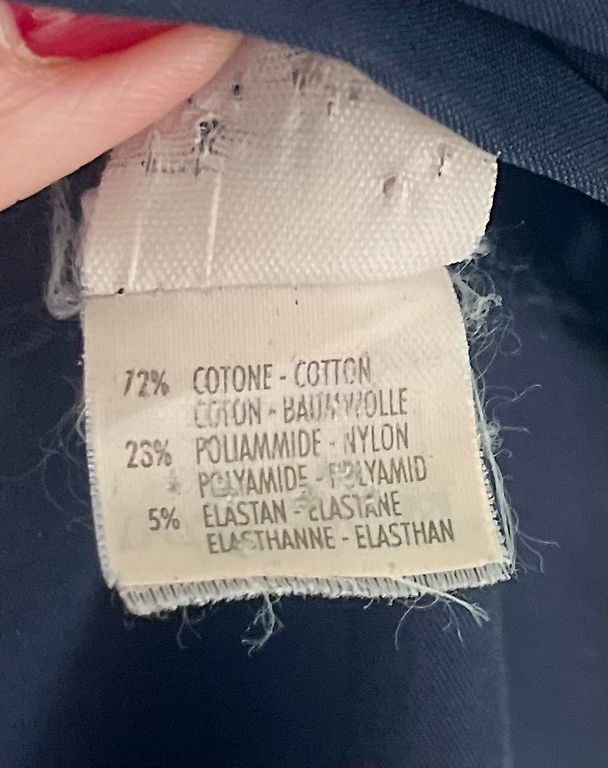 72% COTONE - COTTON
COTON - BAUMWOLLE
23% POLIAMMIDE - NYLON
POLYAMIDE - POLYAMID
5% ELASTAN - ELASTANE
ELASTHANNE - ELASTHAN